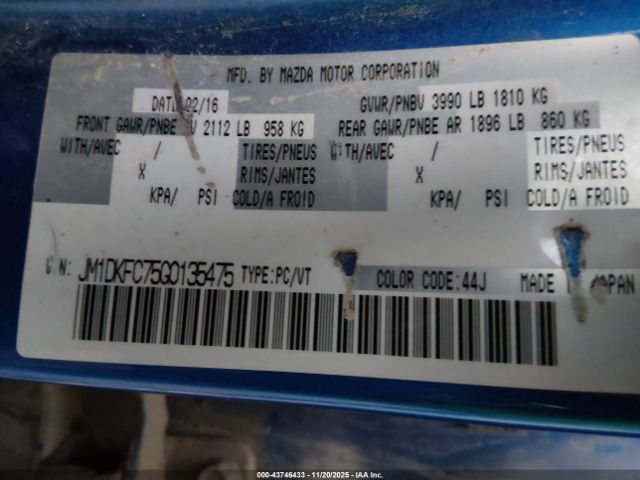 MFD. BY MAZDA MOTOR CORPORATION
DATE 02/16 GVWR/PNBV 3990 LB 1810 KG
FRONT GAWR/PNBE AV 2112 LB 958 KG REAR GAWR/PNBE AR 1896 LB 860 KG
WITH/AVEC / TIRES/PNEUS WITH/AVEC / TIRES/PNEUS
X RIMS/JANTES X RIMS/JANTES
KPA/ PSI COLD/A FROID KPA/ PSI COLD/A FROID
JM1DKFC75G0135475 TYPE:PC/VT COLOR CODE:44J MADE JAPAN
000-43746433 - 11/20/2025 - IAA Inc.